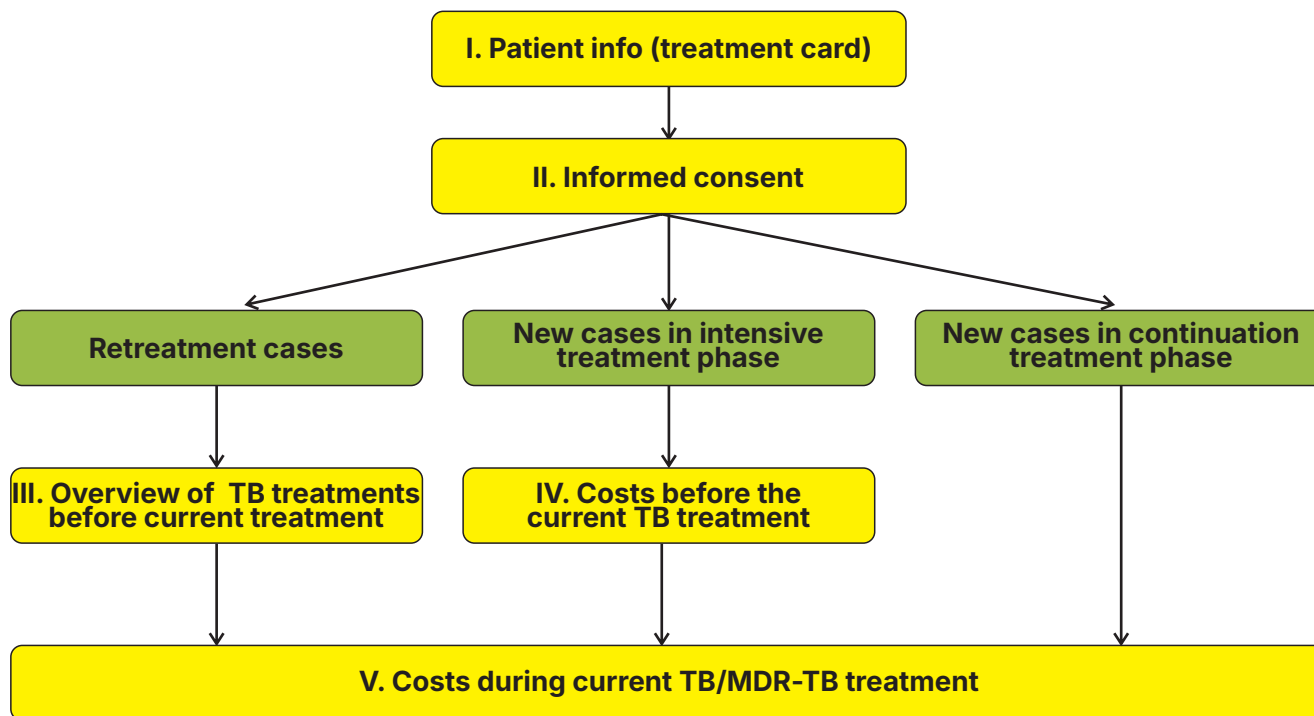 I. Patient info (treatment card)
II. Informed consent
Retreatment cases
New cases in intensive
treatment phase
New cases in continuation
treatment phase
III. Overview of  TB treatments
before current treatment
IV. Costs before the
current TB treatment
V. Costs during current TB/MDR-TB treatment